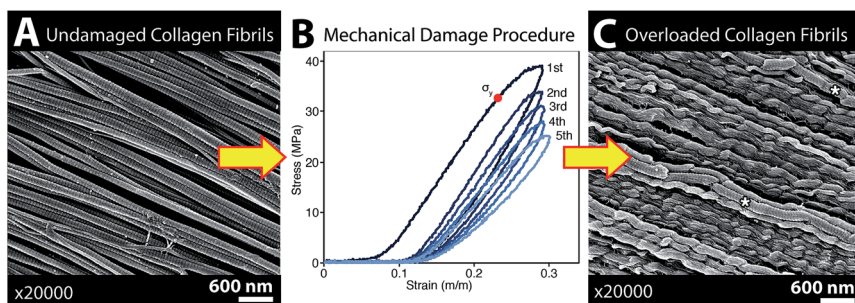 A Undamaged Collagen Fibrils
x20000
600 nm
B Mechanical Damage Procedure
Stress (MPa)
40
30
20
10
0
σy
1st
2nd
3rd
4th
5th
0
0.1
0.2
0.3
Strain (m/m)
C Overloaded Collagen Fibrils
*
*
x20000
600 nm